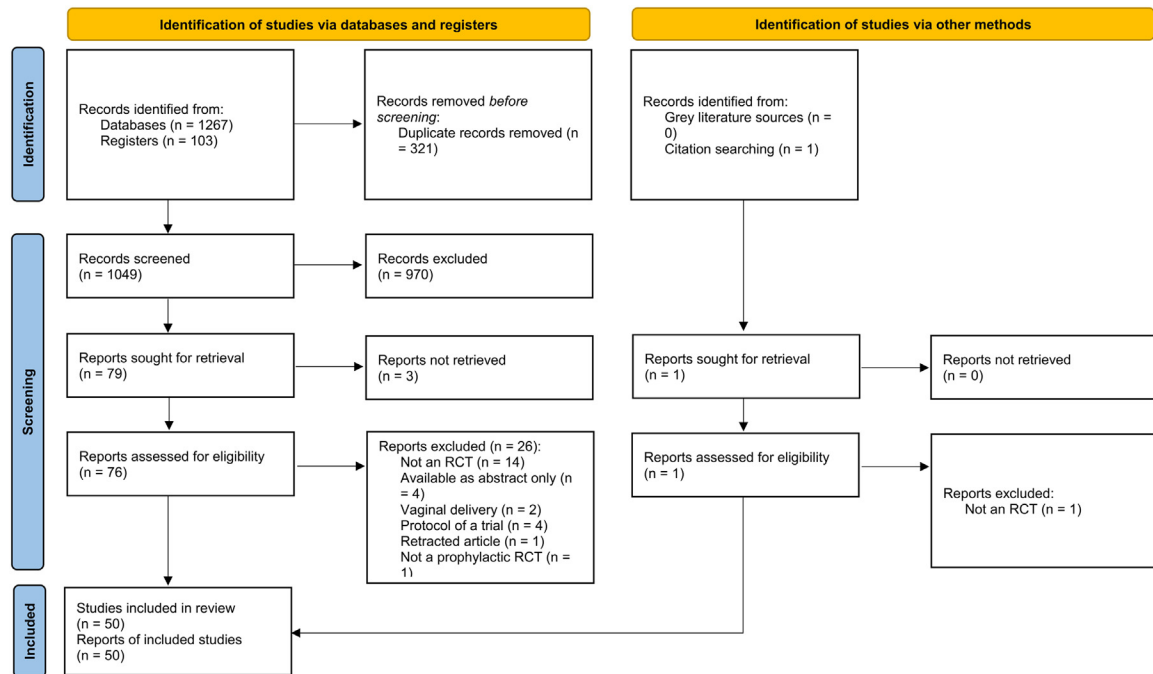 Identification of studies via databases and registers
Identification of studies via other methods
Identification
Records identified from:
Databases (n = 1267)
Registers (n = 103)
Records removed before
screening:
Duplicate records removed (n
= 321)
Records identified from:
Grey literature sources (n =
0)
Citation searching (n = 1)
Screening
Records screened
(n = 1049)
Records excluded
(n = 970)
Reports sought for retrieval
(n = 79)
Reports not retrieved
(n = 3)
Reports sought for retrieval
(n = 1)
Reports not retrieved
(n = 0)
Reports assessed for eligibility
(n = 76)
Reports excluded (n = 26):
Not an RCT (n = 14)
Available as abstract only (n
= 4)
Vaginal delivery (n = 2)
Protocol of a trial (n = 4)
Retracted article (n = 1)
Not a prophylactic RCT (n =
1)
Reports assessed for eligibility
(n = 1)
Reports excluded:
Not an RCT (n = 1)
Included
Studies included in review
(n = 50)
Reports of included studies
(n = 50)